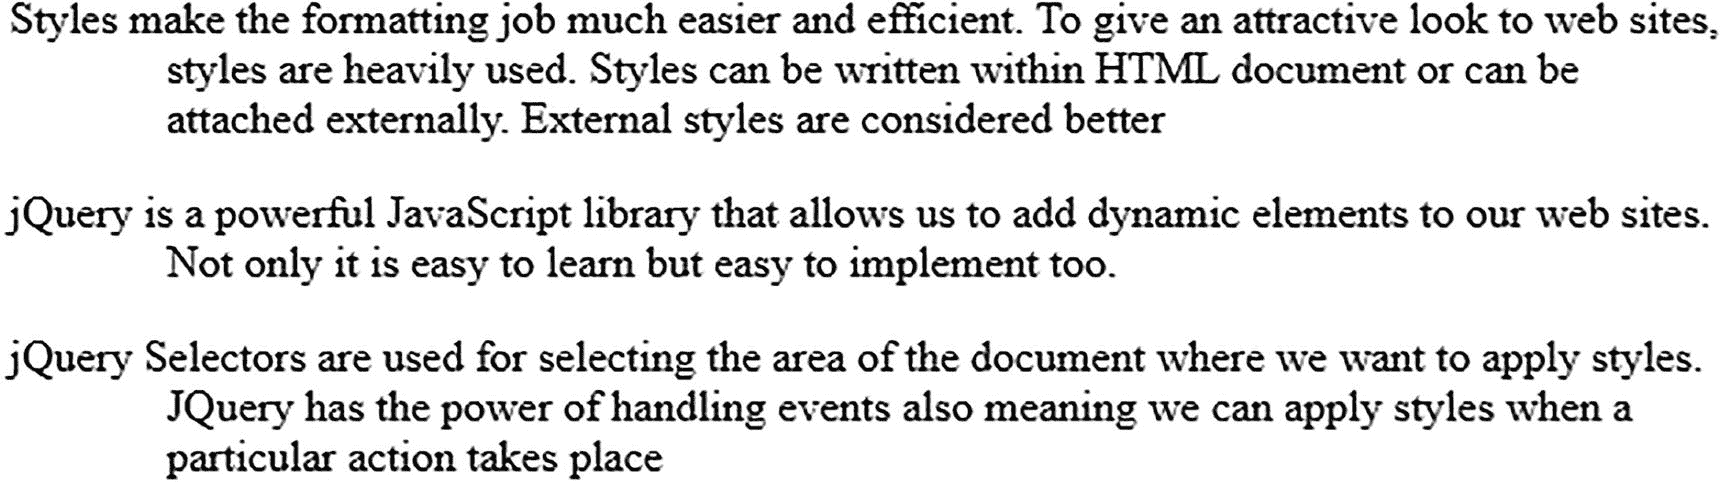 Styles make the formatting job much easier and efficient. To give an attractive look to web sites,
styles are heavily used. Styles can be written within HTML document or can be
attached externally. External styles are considered better
jQuery is a powerful JavaScript library that allows us to add dynamic elements to our web sites.
Not only it is easy to learn but easy to implement too.
jQuery Selectors are used for selecting the area of the document where we want to apply styles.
JQuery has the power of handling events also meaning we can apply styles when a
particular action takes place